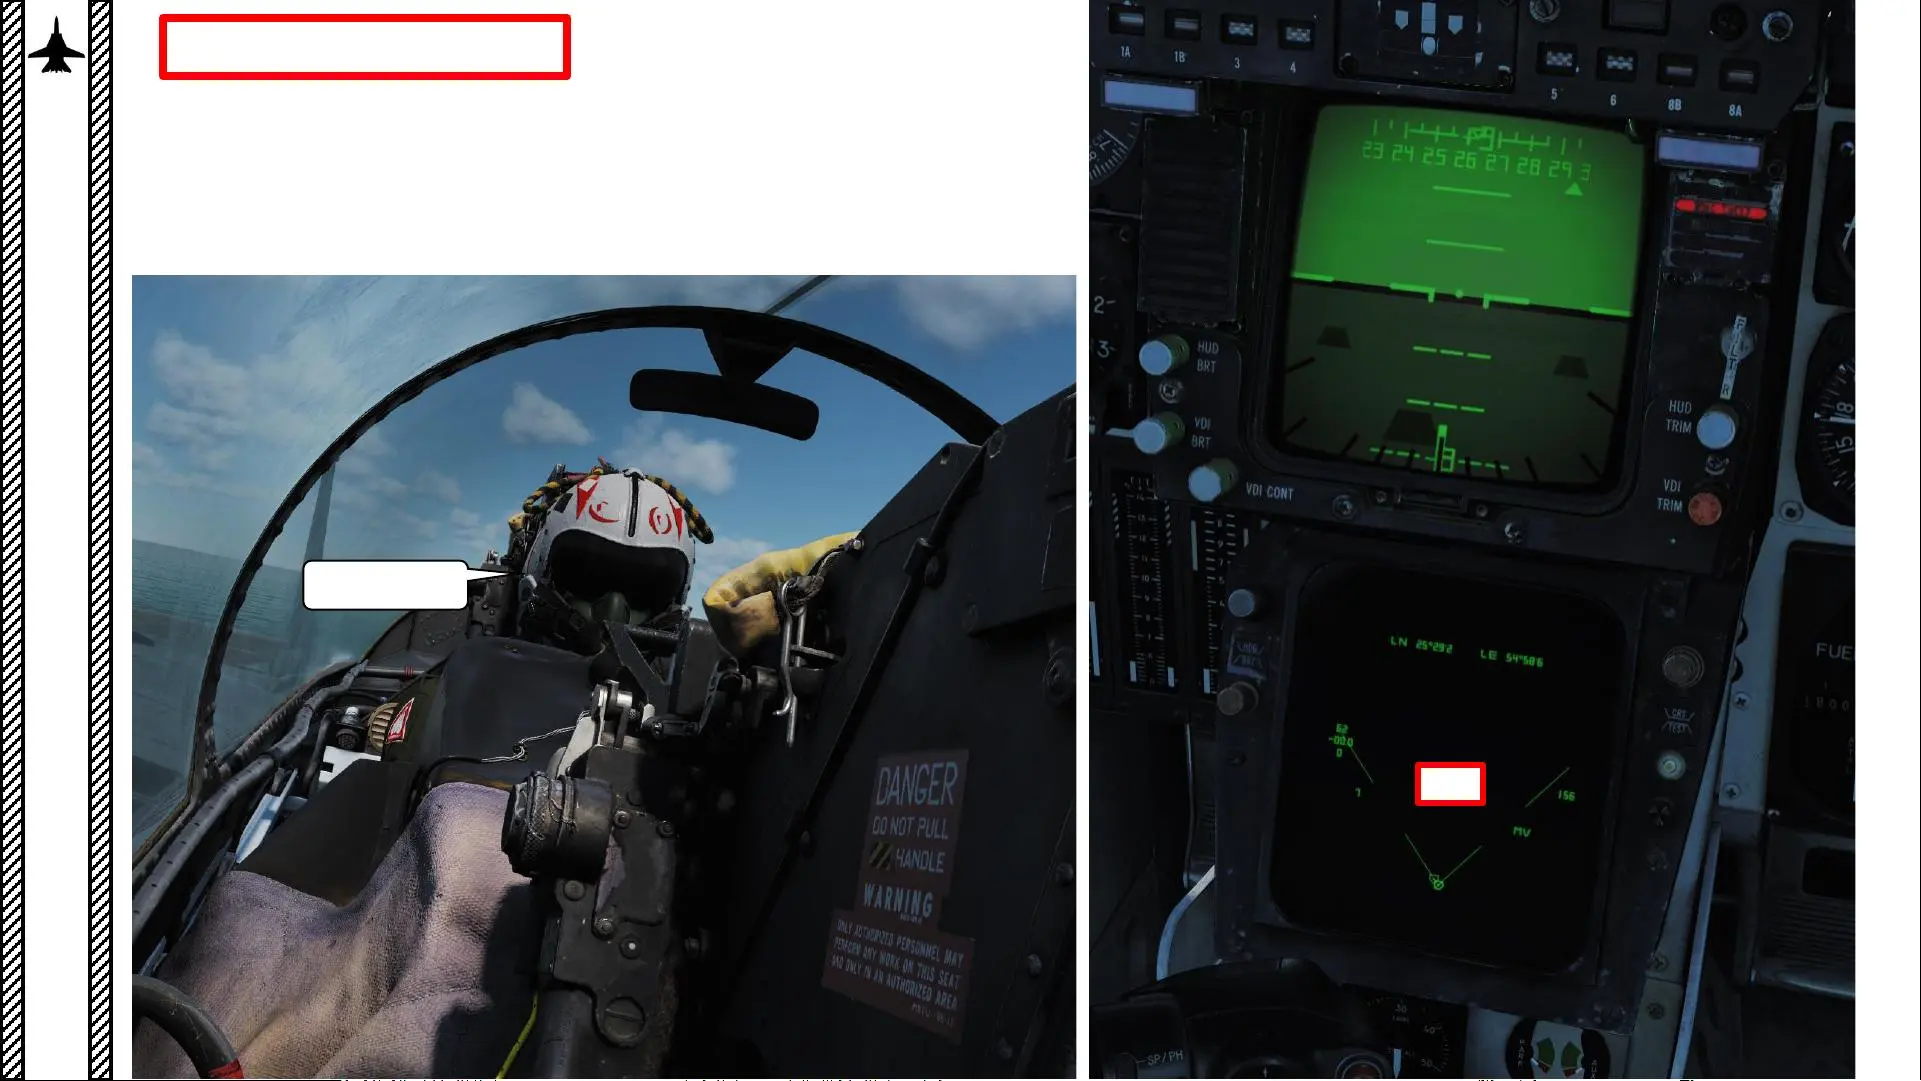 DANGER
DO NOT PULL
HANDLE
WARNING
ONLY AUTHORIZED PERSONNEL MAY
PERFORM ANY WORK ON THIS SEAT
AND ONLY IN AN AUTHORIZED AREA
1A
1B
3
4
5
6
8B
8A
23 24 25 26 27 28 29 3
2
3
HUD
BRT
VDI
BRT
VDI CONT
HUD
TRIM
VDI
TRIM
LN 25°29'2 LE 54°58'6
-00.0
0
7
156
MV
FUE
SP/PH